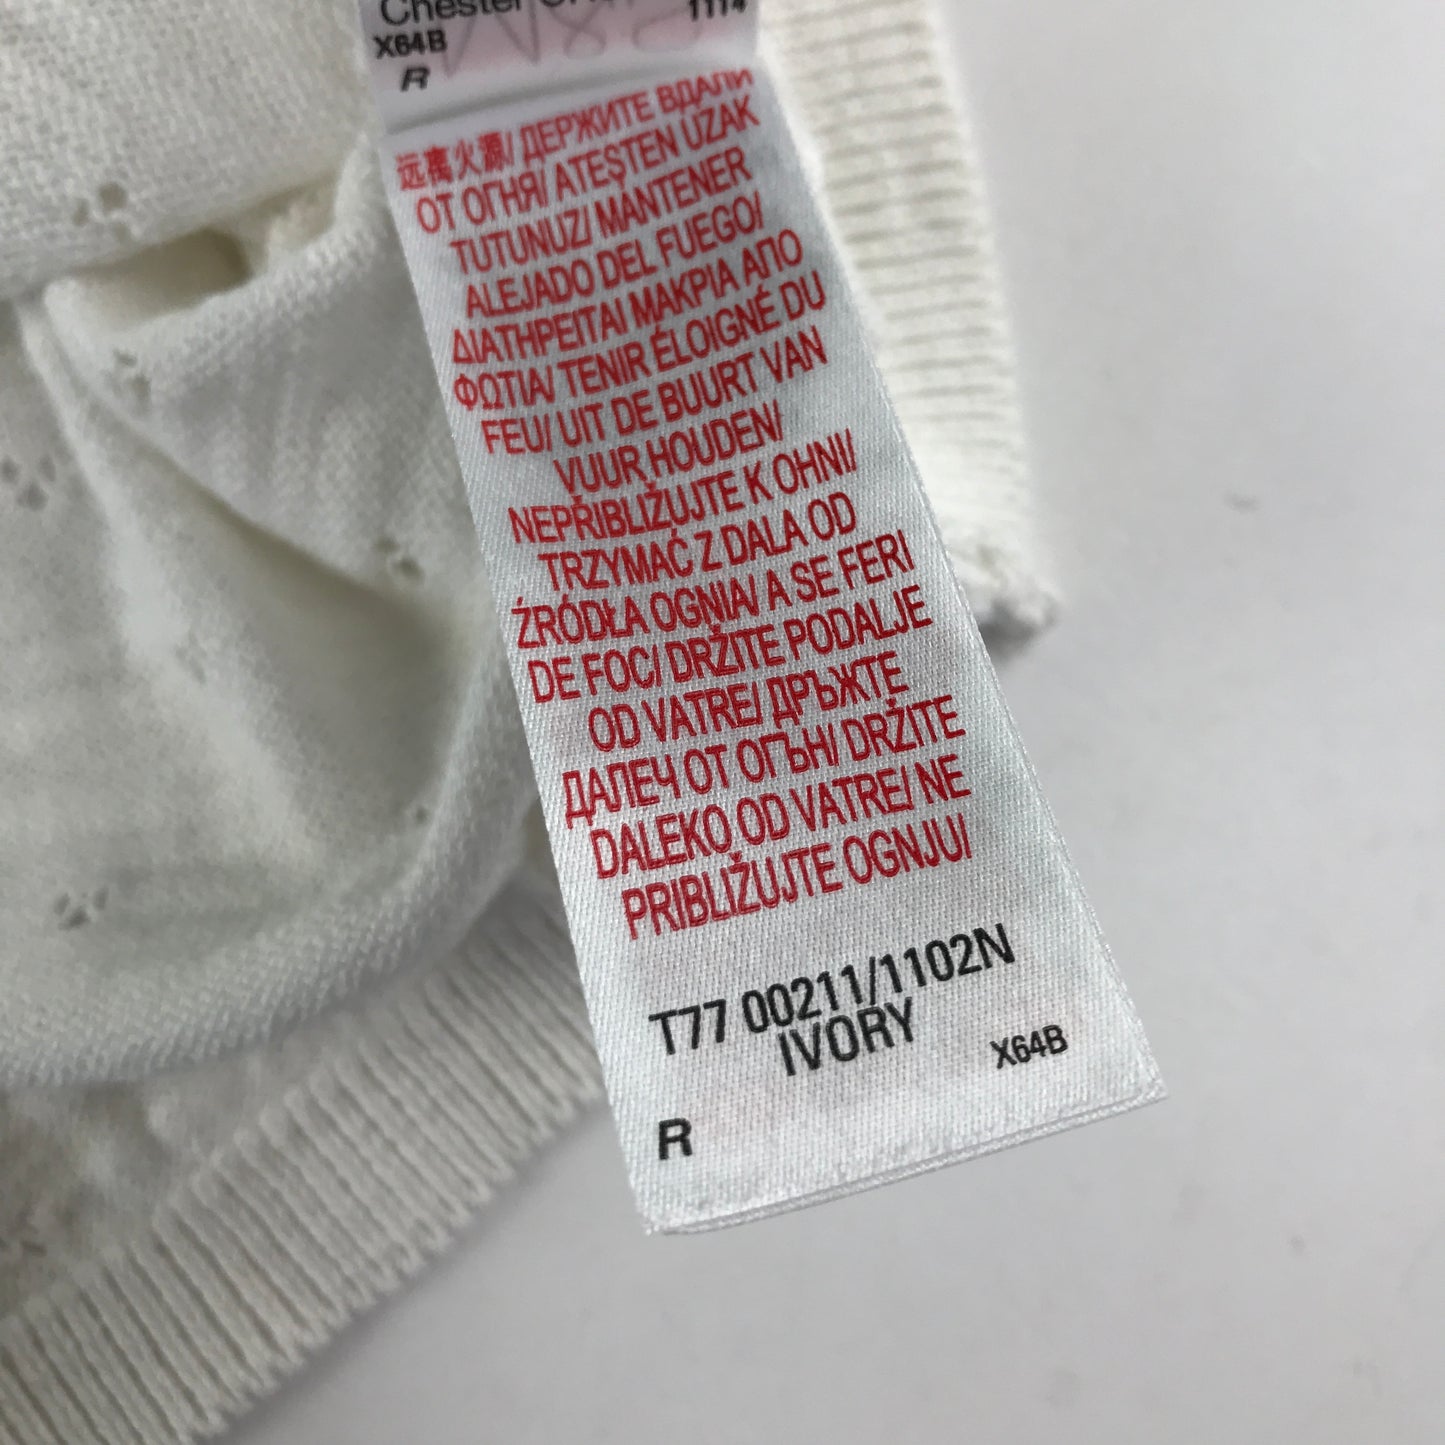 Chester
1114
X64B
R
远离火源/ ДЕРЖИТЕ ВДАЛИ
ОТ ОГНЯ/ ATEŞTEN UZAK
TUTUNUZ/ MANTENER
ALEJADO DEL FUEGO/
ΔΙΑΤΗΡΕΙΤΑΙ ΜΑΚΡΙΑ ΑΠΟ
ΦΩΤΙΑ/ TENIR ÉLOIGNÉ DU
FEU/ UIT DE BUURT VAN
VUUR HOUDEN/
NEPŘIBLIŽUJTE K OHNI/
TRZYMAĆ Z DALA OD
ŹRÓDŁA OGNIA/ A SE FERI
DE FOC/ DRŽITE PODALJE
OD VATRE/ ДРЪЖТЕ
ДАЛЕЧ ОТ ОГЪН/ DRŽITE
DALEKO OD VATRE/ NE
PRIBLIŽUJTE OGNJU/
T77 00211/1102N
IVORY
X64B
R